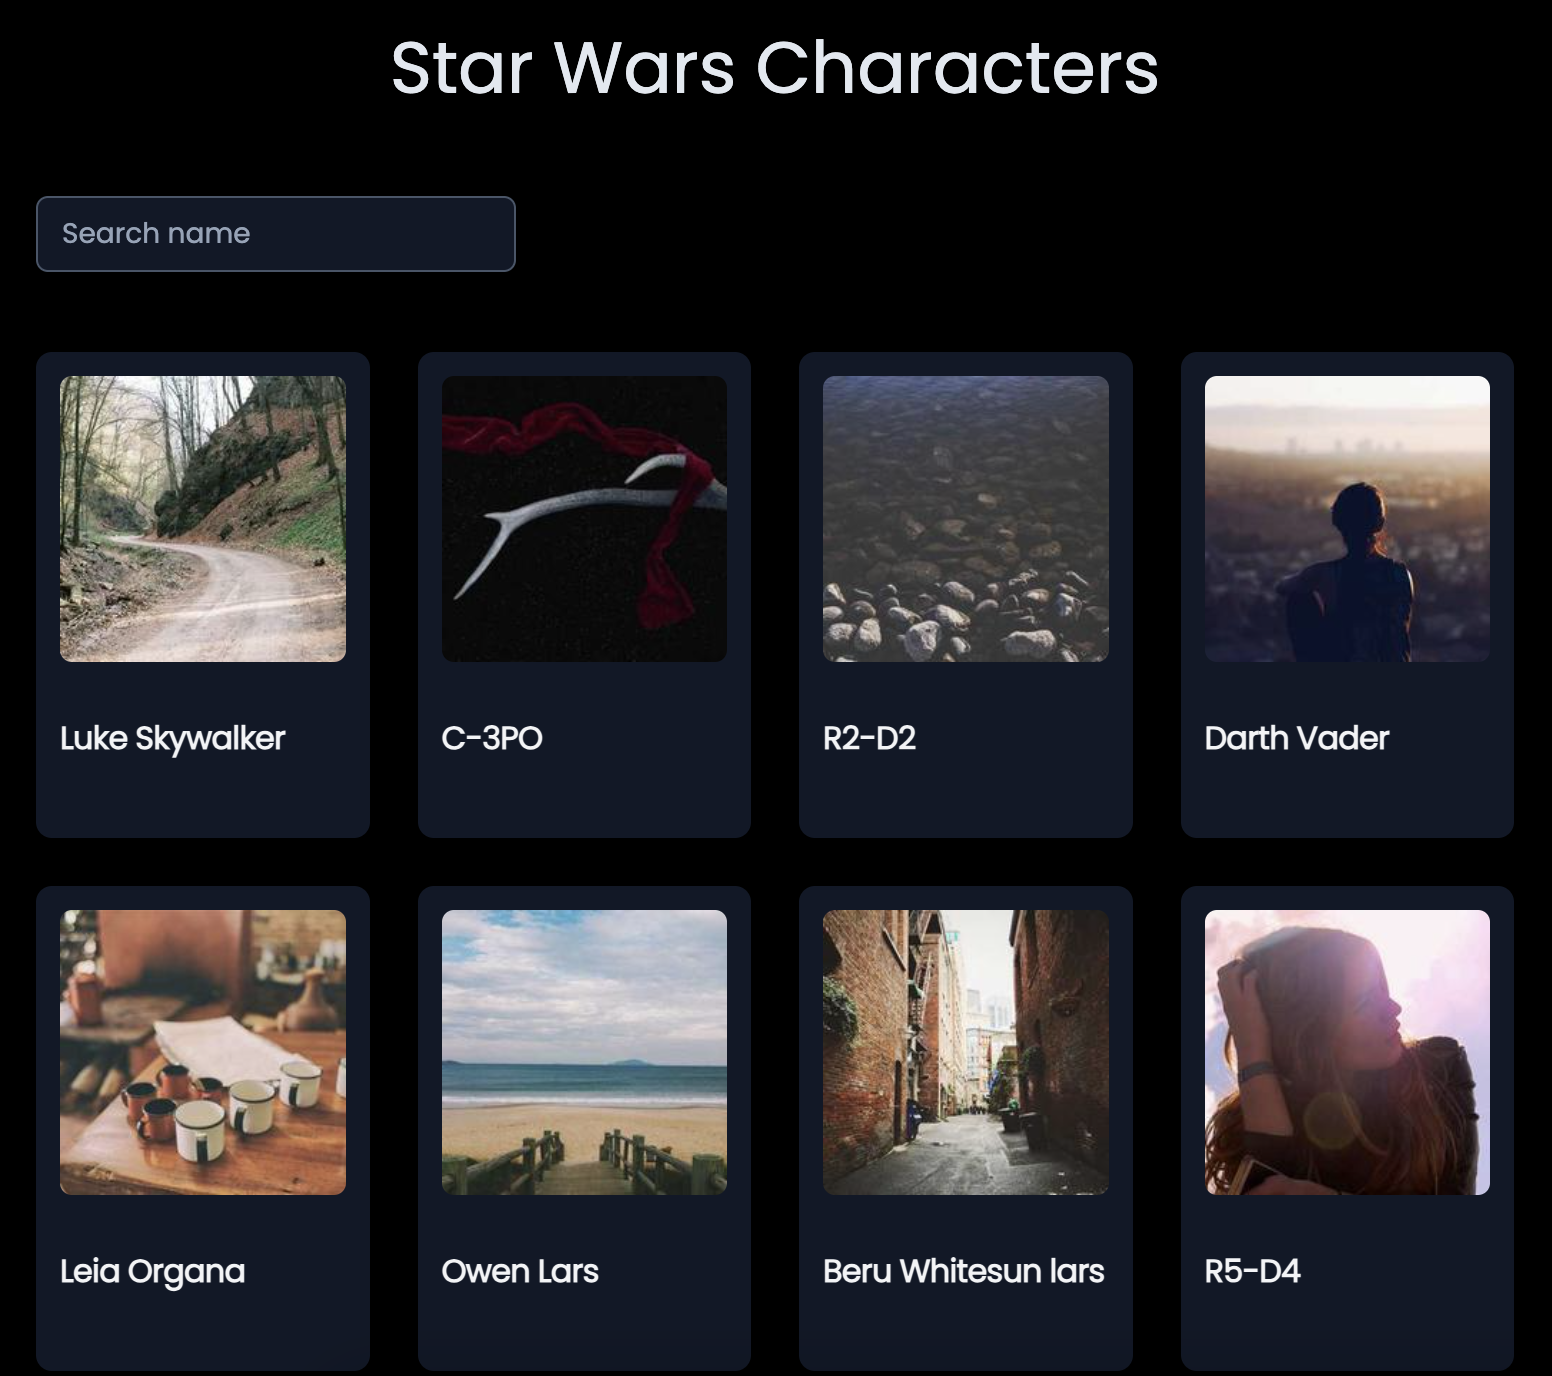 Star Wars Characters
Search name
Luke Skywalker
C-3PO
R2-D2
Darth Vader
Leia Organa
Owen Lars
Beru Whitesun lars
R5-D4